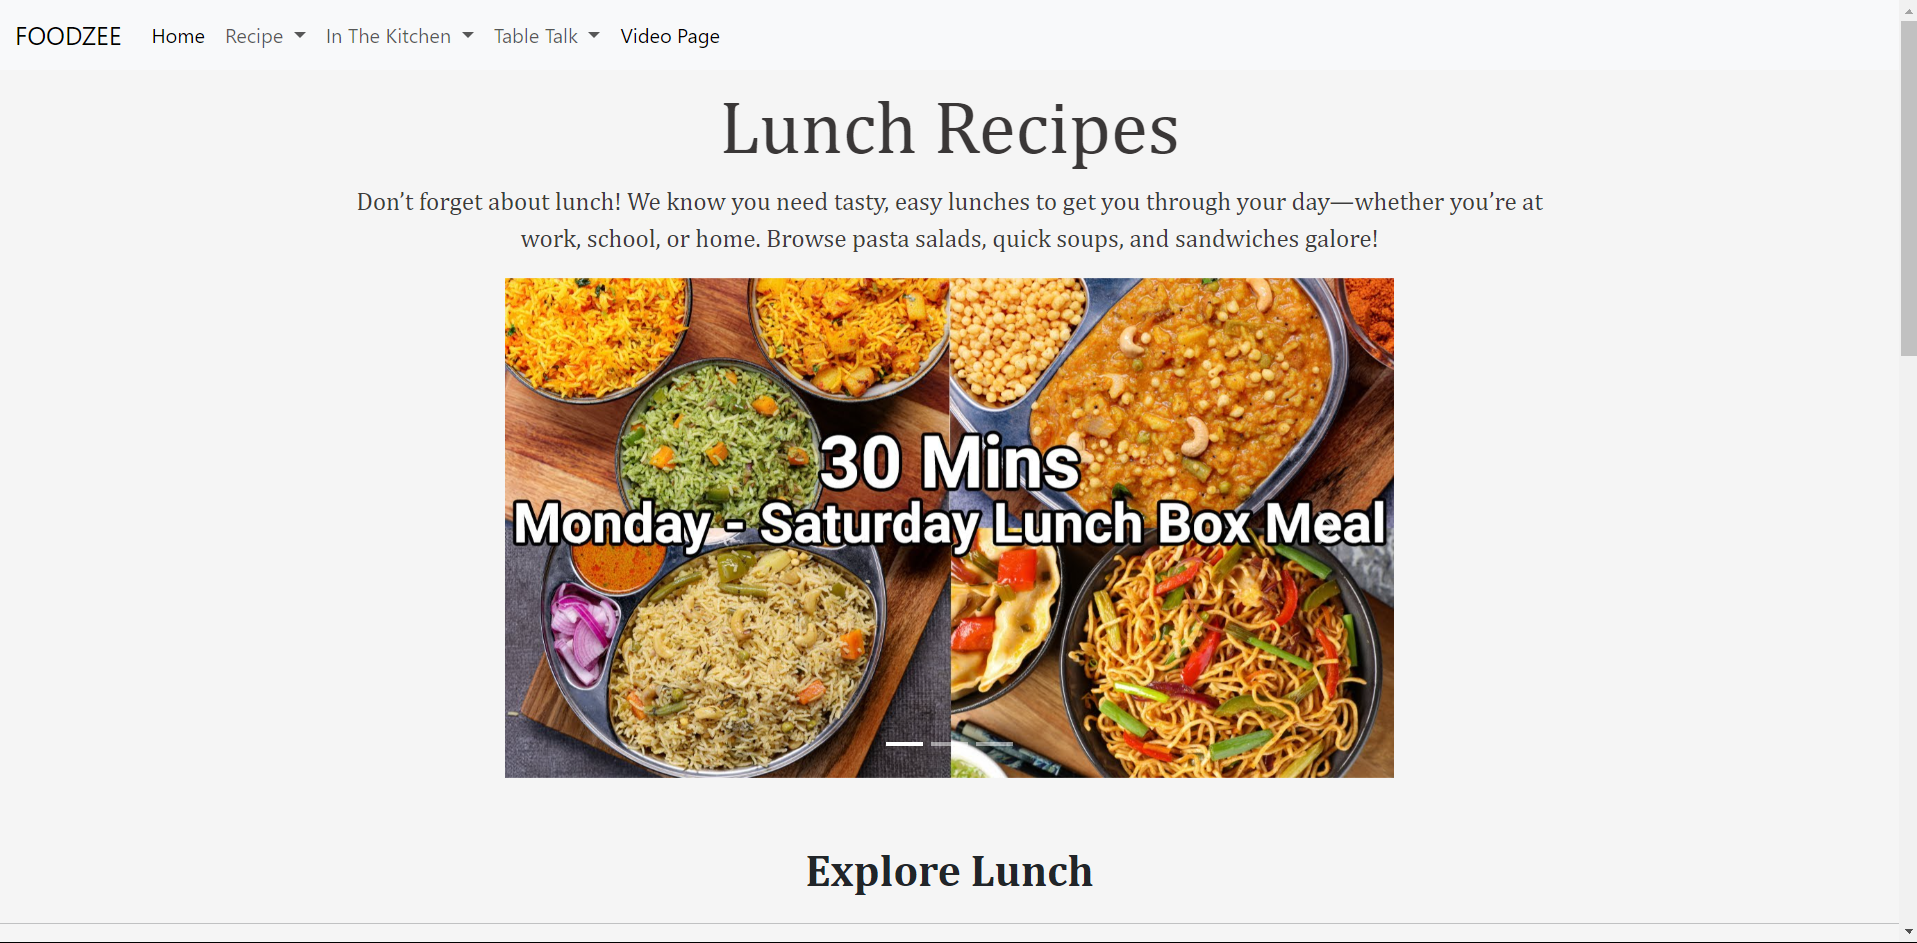 FOODZEE Home Recipe In The Kitchen Table Talk Video Page
Lunch Recipes
Don’t forget about lunch! We know you need tasty, easy lunches to get you through your day—whether you’re at
work, school, or home. Browse pasta salads, quick soups, and sandwiches galore!
30 Mins
Monday - Saturday Lunch Box Meal
Explore Lunch